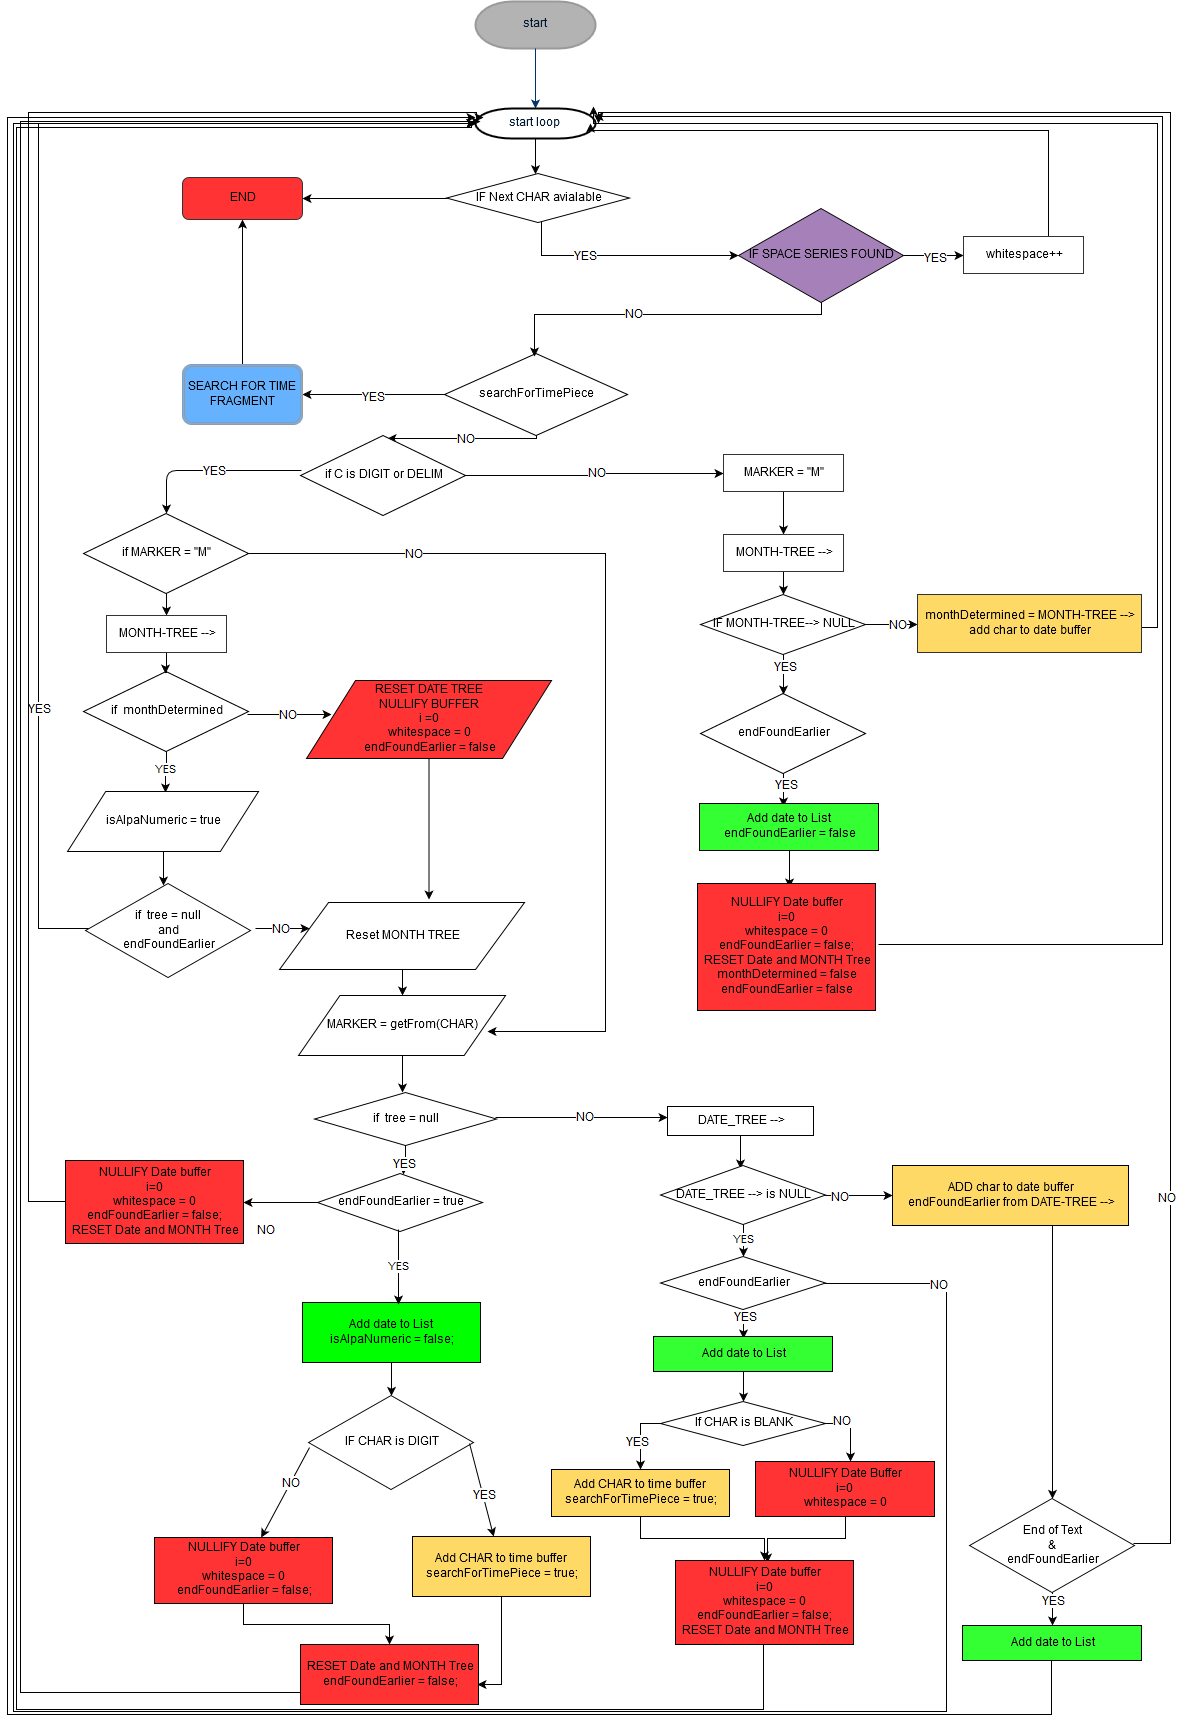 start
start loop
IF Next CHAR avialable
END
YES
IF SPACE SERIES FOUND
YES
whitespace++
NO
SEARCH FOR TIME
FRAGMENT
YES
searchForTimePiece
NO
if C is DIGIT or DELIM
YES
NO
MARKER = "M"
if MARKER = "M"
NO
MONTH-TREE -->
MONTH-TREE -->
IF MONTH-TREE--> NULL
NO
monthDetermined = MONTH-TREE -->
add char to date buffer
YES
if  monthDetermined
NO
RESET DATE TREE
NULLIFY BUFFER
i =0
whitespace = 0
endFoundEarlier = false
YES
endFoundEarlier
YES
YES
isAlpaNumeric = true
Add date to List
endFoundEarlier = false
if  tree = null
and
endFoundEarlier
NO
Reset MONTH TREE
NULLIFY Date buffer
i=0
whitespace = 0
endFoundEarlier = false;
RESET Date and MONTH Tree
monthDetermined = false
endFoundEarlier = false
MARKER = getFrom(CHAR)
if  tree = null
NO
DATE_TREE -->
YES
NULLIFY Date buffer
i=0
whitespace = 0
endFoundEarlier = false;
RESET Date and MONTH Tree
NO
endFoundEarlier = true
DATE_TREE --> is NULL
NO
ADD char to date buffer
endFoundEarlier from DATE-TREE -->
NO
YES
YES
endFoundEarlier
NO
YES
Add date to List
isAlpaNumeric = false;
Add date to List
IF CHAR is DIGIT
If CHAR is BLANK
NO
YES
NO
YES
Add CHAR to time buffer
searchForTimePiece = true;
NULLIFY Date Buffer
i=0
whitespace = 0
NULLIFY Date buffer
i=0
whitespace = 0
endFoundEarlier = false;
Add CHAR to time buffer
searchForTimePiece = true;
End of Text
&
endFoundEarlier
NULLIFY Date buffer
i=0
whitespace = 0
endFoundEarlier = false;
RESET Date and MONTH Tree
YES
RESET Date and MONTH Tree
endFoundEarlier = false;
Add date to List